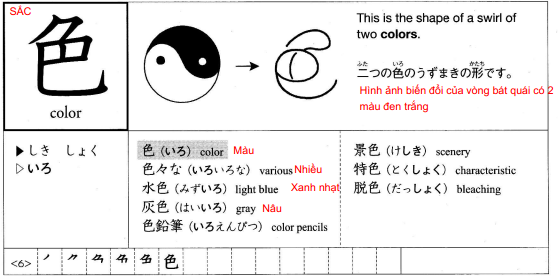 SẮC
色
color
This is the shape of a swirl of
two colors.
ふた いろ かたち
二つの色のうずまきの形です。
Hình ảnh biến đổi của vòng bát quái có 2
màu đen trắng
▶しき しょく
▷いろ
色（いろ） color Màu
色々な（いろいろな） various Nhiều
水色（みずいろ） light blue Xanh nhạt
灰色（はいいろ） gray Nâu
色鉛筆（いろえんぴつ） color pencils
景色（けしき） scenery
特色（とくしょく） characteristic
脱色（だっしょく） bleaching
<6> 色